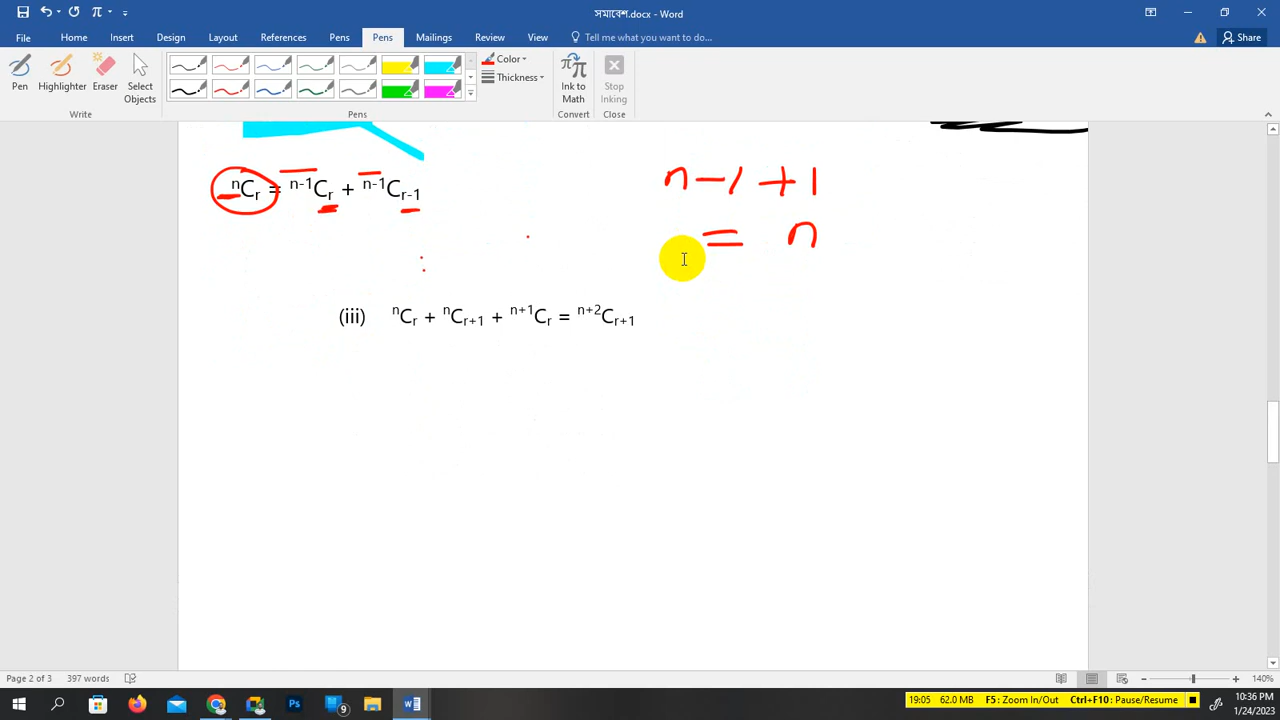 সমাবেশ.docx - Word
File Home Insert Design Layout References Pens Pens Mailings Review View Tell me what you want to do... Share
Pen Highlighter Eraser Select Objects
Color
Thickness
Ink to Math
Stop Inking
Write Pens Convert Close
ⁿCᵣ = ⁿ⁻¹Cᵣ + ⁿ⁻¹Cᵣ₋₁
n-1+1
= n
(iii) ⁿCᵣ + ⁿCᵣ₊₁ + ⁿ⁺¹Cᵣ = ⁿ⁺²Cᵣ₊₁
Page 2 of 3 397 words 140%
19:05 62.0 MB F5: Zoom In/Out Ctrl+F10: Pause/Resume
9
10:36 PM
1/24/2023